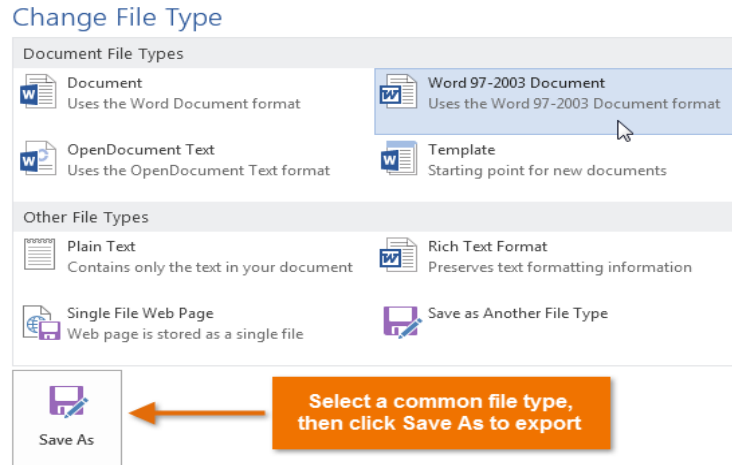 Change File Type
Document File Types
Document
Uses the Word Document format
Word 97-2003 Document
Uses the Word 97-2003 Document format
OpenDocument Text
Uses the OpenDocument Text format
Template
Starting point for new documents
Other File Types
Plain Text
Contains only the text in your document
Rich Text Format
Preserves text formatting information
Single File Web Page
Web page is stored as a single file
Save as Another File Type
Save As
Select a common file type,
then click Save As to export